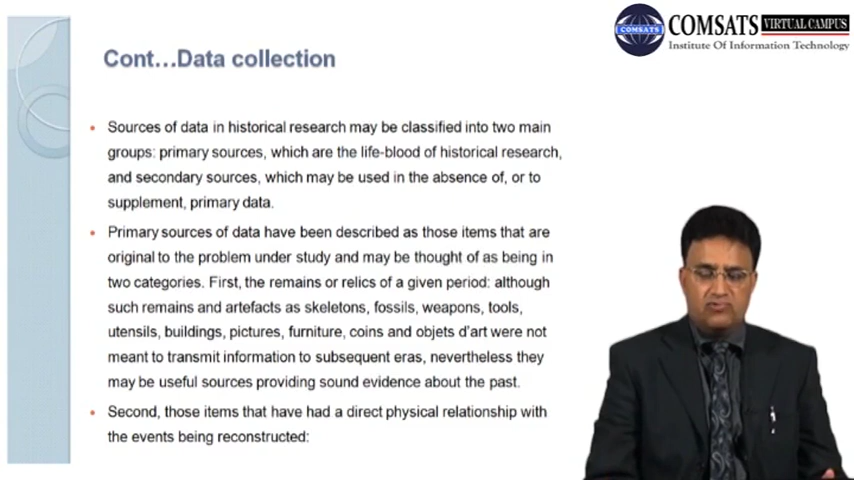 COMSATS VIRTUAL CAMPUS
COMSATS
Institute Of Information Technology
Cont…Data collection
• Sources of data in historical research may be classified into two main
groups: primary sources, which are the life-blood of historical research,
and secondary sources, which may be used in the absence of, or to
supplement, primary data.
• Primary sources of data have been described as those items that are
original to the problem under study and may be thought of as being in
two categories. First, the remains or relics of a given period: although
such remains and artefacts as skeletons, fossils, weapons, tools,
utensils, buildings, pictures, furniture, coins and objets d'art were not
meant to transmit information to subsequent eras, nevertheless they
may be useful sources providing sound evidence about the past.
• Second, those items that have had a direct physical relationship with
the events being reconstructed: